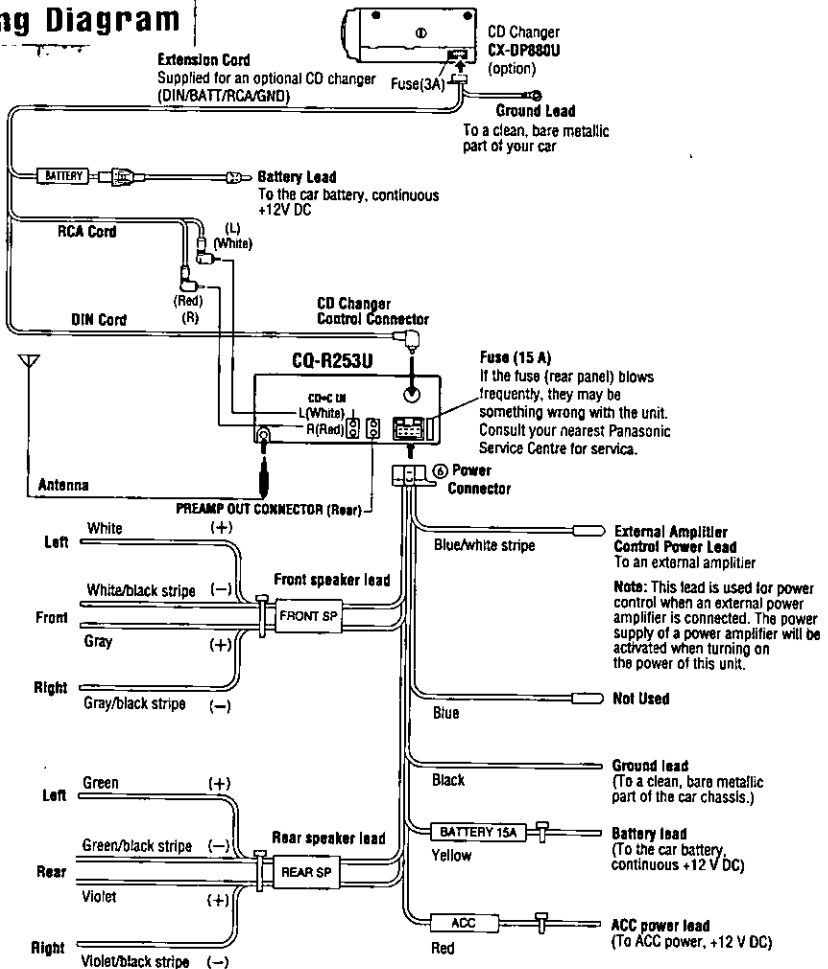 ng Diagram
CD Changer
CX-DP880U
(option)
Extension Cord
Supplied for an optional CD changer
(DIN/BATT/RCA/GND)
Fuse(3A)
Ground Lead
To a clean, bare metallic
part of your car
BATTERY
Battery Lead
To the car battery, continuous
+12V DC
RCA Cord
(L)
(White)
(Red)
(R)
DIN Cord
CD Changer
Control Connector
CQ-R253U
CD•C IN
L(White)
R(Red)
Fuse (15 A)
If the fuse (rear panel) blows
frequently, they may be
something wrong with the unit.
Consult your nearest Panasonic
Service Centre for servica.
Antenna
PREAMP OUT CONNECTOR (Rear)
⑥ Power
Connector
Left
White (+)
White/black stripe (−)
Front speaker lead
FRONT SP
Front
Gray (+)
Right
Gray/black stripe (−)
Blue/white stripe
External Amplifier
Control Power Lead
To an external amplifier
Note: This lead is used for power
control when an external power
amplifier is connected. The power
supply of a power amplifier will be
activated when turning on
the power of this unit.
Blue
Not Used
Black
Ground lead
(To a clean, bare metallic
part of the car chassis.)
Left
Green (+)
Green/black stripe (−)
Rear speaker lead
REAR SP
Rear
Violet (+)
Right
Violet/black stripe (−)
BATTERY 15A
Yellow
Battery lead
(To the car battery,
continuous +12 V DC)
ACC
Red
ACC power lead
(To ACC power, +12 V DC)